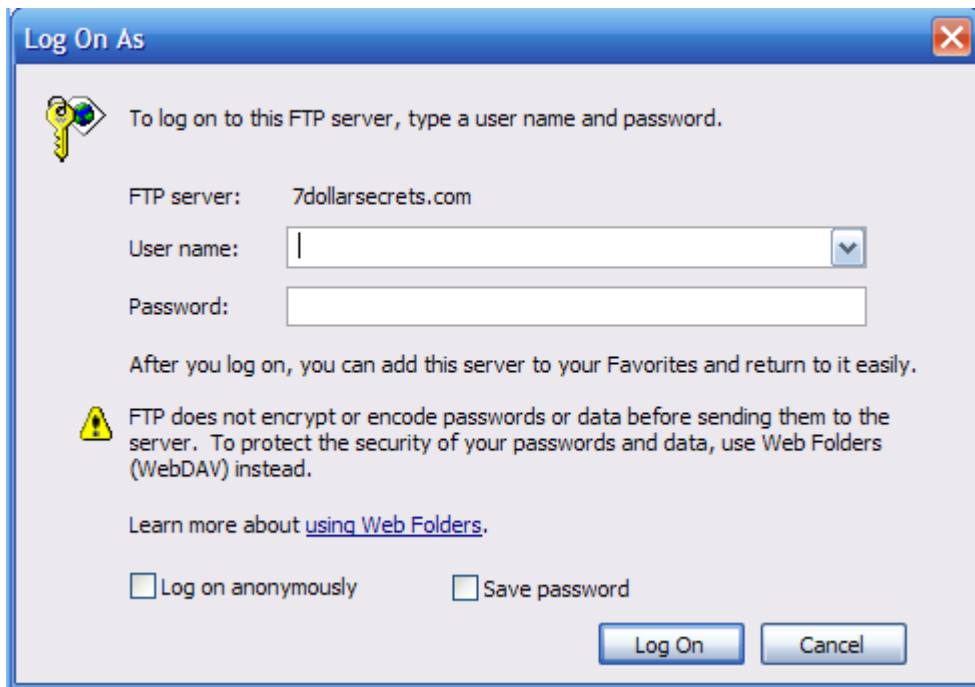 Log On As
To log on to this FTP server, type a user name and password.
FTP server: 7dollarsecrets.com
User name:
Password:
After you log on, you can add this server to your Favorites and return to it easily.
FTP does not encrypt or encode passwords or data before sending them to the
server. To protect the security of your passwords and data, use Web Folders
(WebDAV) instead.
Learn more about using Web Folders.
Log on anonymously Save password
Log On Cancel